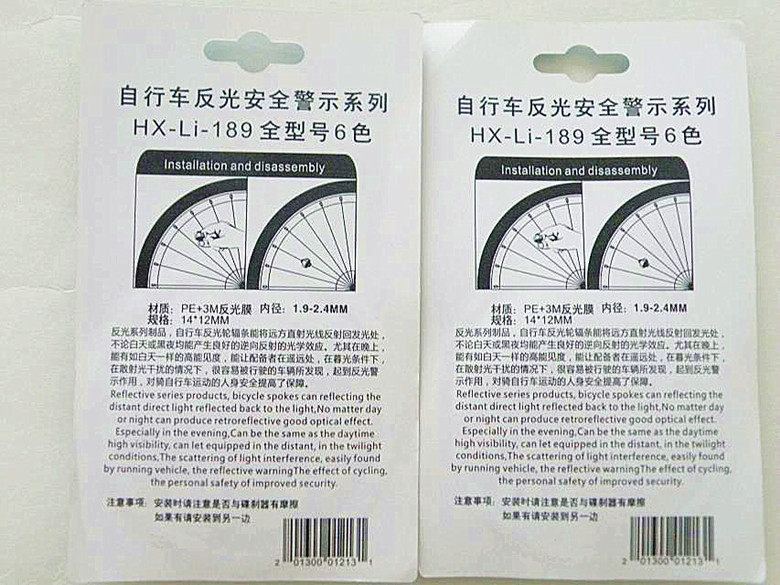 自行车反光安全警示系列
HX-Li-189全型号6色
Installation and disassembly
材质：PE+3M反光膜 内径：1.9-2.4MM
规格：14*12MM
反光系列制品，自行车反光轮辐条能将远方直射光线反射回发光处，
不论白天或黑夜均能产生良好的逆向反射的光学效应。尤其在晚上，
能有如白天一样的高能见度，能让配备者在遥远处，在暮光条件下，
在散射光干扰的情况下，很容易被行驶的车辆所发现，起到反光警
示作用，对骑自行车运动的人身安全提高了保障。
Reflective series products, bicycle spokes can reflecting the
distant direct light reflected back to the light,No matter day
or night can produce retroreflective good optical effect.
Especially in the evening,Can be the same as the daytime
high visibility, can let equipped in the distant, in the twilight
conditions,The scattering of light interference, easily found
by running vehicle, the reflective warningThe effect of cycling,
the personal safety of improved security.
注意事项：安装时请注意是否与碟制器有摩擦
如果有请安装到另一边
2 01300 01213 1
自行车反光安全警示系列
HX-Li-189全型号6色
Installation and disassembly
材质：PE+3M反光膜 内径：1.9-2.4MM
规格：14*12MM
反光系列制品，自行车反光轮辐条能将远方直射光线反射回发光处，
不论白天或黑夜均能产生良好的逆向反射的光学效应。尤其在晚上，
能有如白天一样的高能见度，能让配备者在遥远处，在暮光条件下，
在散射光干扰的情况下，很容易被行驶的车辆所发现，起到反光警
示作用，对骑自行车运动的人身安全提高了保障。
Reflective series products, bicycle spokes can reflecting the
distant direct light reflected back to the light,No matter day
or night can produce retroreflective good optical effect.
Especially in the evening,Can be the same as the daytime
high visibility, can let equipped in the distant, in the twilight
conditions,The scattering of light interference, easily found
by running vehicle, the reflective warningThe effect of cycling,
the personal safety of improved security.
注意事项：安装时请注意是否与碟制器有摩擦
如果有请安装到另一边
2 01300 01213 1